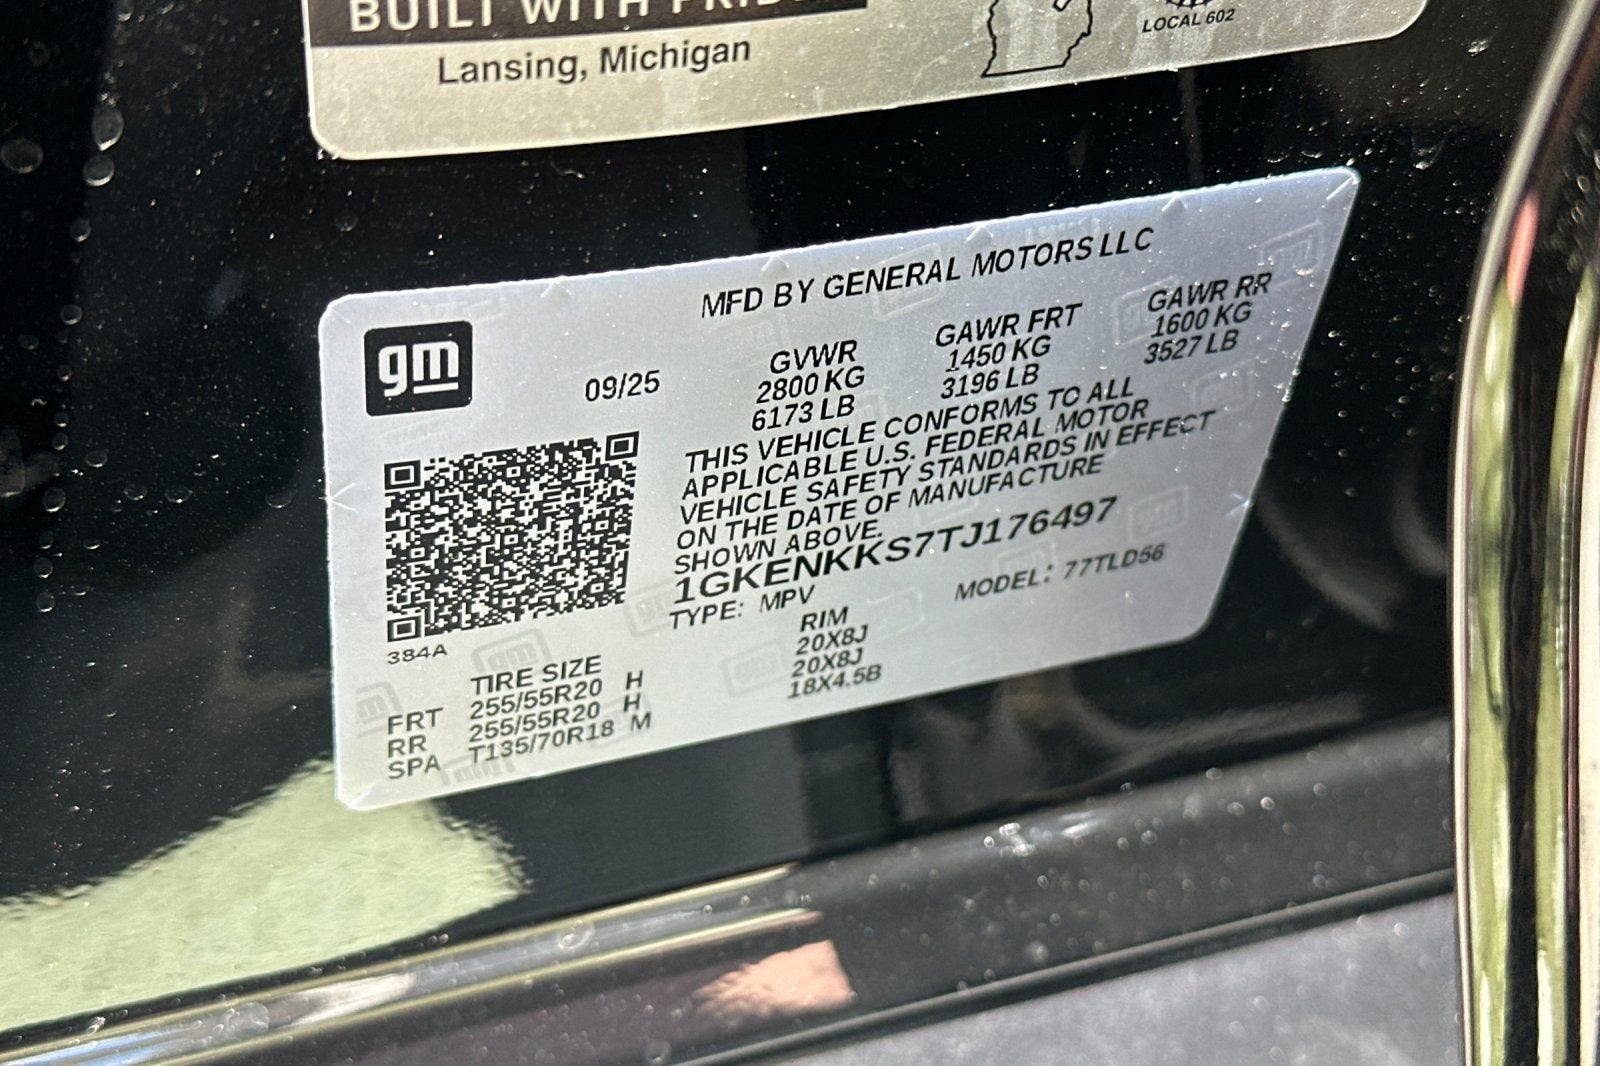 BUILT WITH PRIDE
Lansing, Michigan
LOCAL 602
gm
MFD BY GENERAL MOTORS LLC
09/25
GVWR GAWR FRT GAWR RR
2800 KG 1450 KG 1600 KG
6173 LB 3196 LB 3527 LB
THIS VEHICLE CONFORMS TO ALL
APPLICABLE U.S. FEDERAL MOTOR
VEHICLE SAFETY STANDARDS IN EFFECT
ON THE DATE OF MANUFACTURE
SHOWN ABOVE.
1GKENKKS7TJ176497
TYPE: MPV MODEL: 77TLD56
384A
TIRE SIZE RIM
FRT 255/55R20 H 20X8J
RR 255/55R20 H 20X8J
SPA T135/70R18 M 18X4.5B